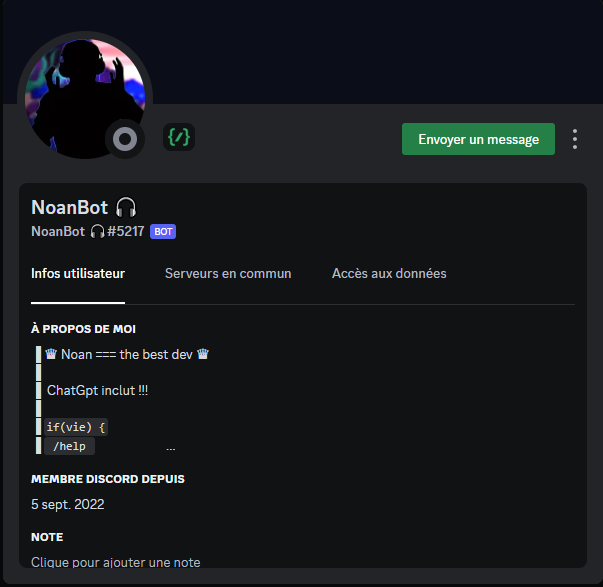 {/}
Envoyer un message
NoanBot 🎧
NoanBot 🎧#5217 BOT
Infos utilisateur Serveurs en commun Accès aux données
À PROPOS DE MOI
♛ Noan === the best dev ♛
ChatGpt inclut !!!
if(vie) {
/help ...
MEMBRE DISCORD DEPUIS
5 sept. 2022
NOTE
Clique pour ajouter une note